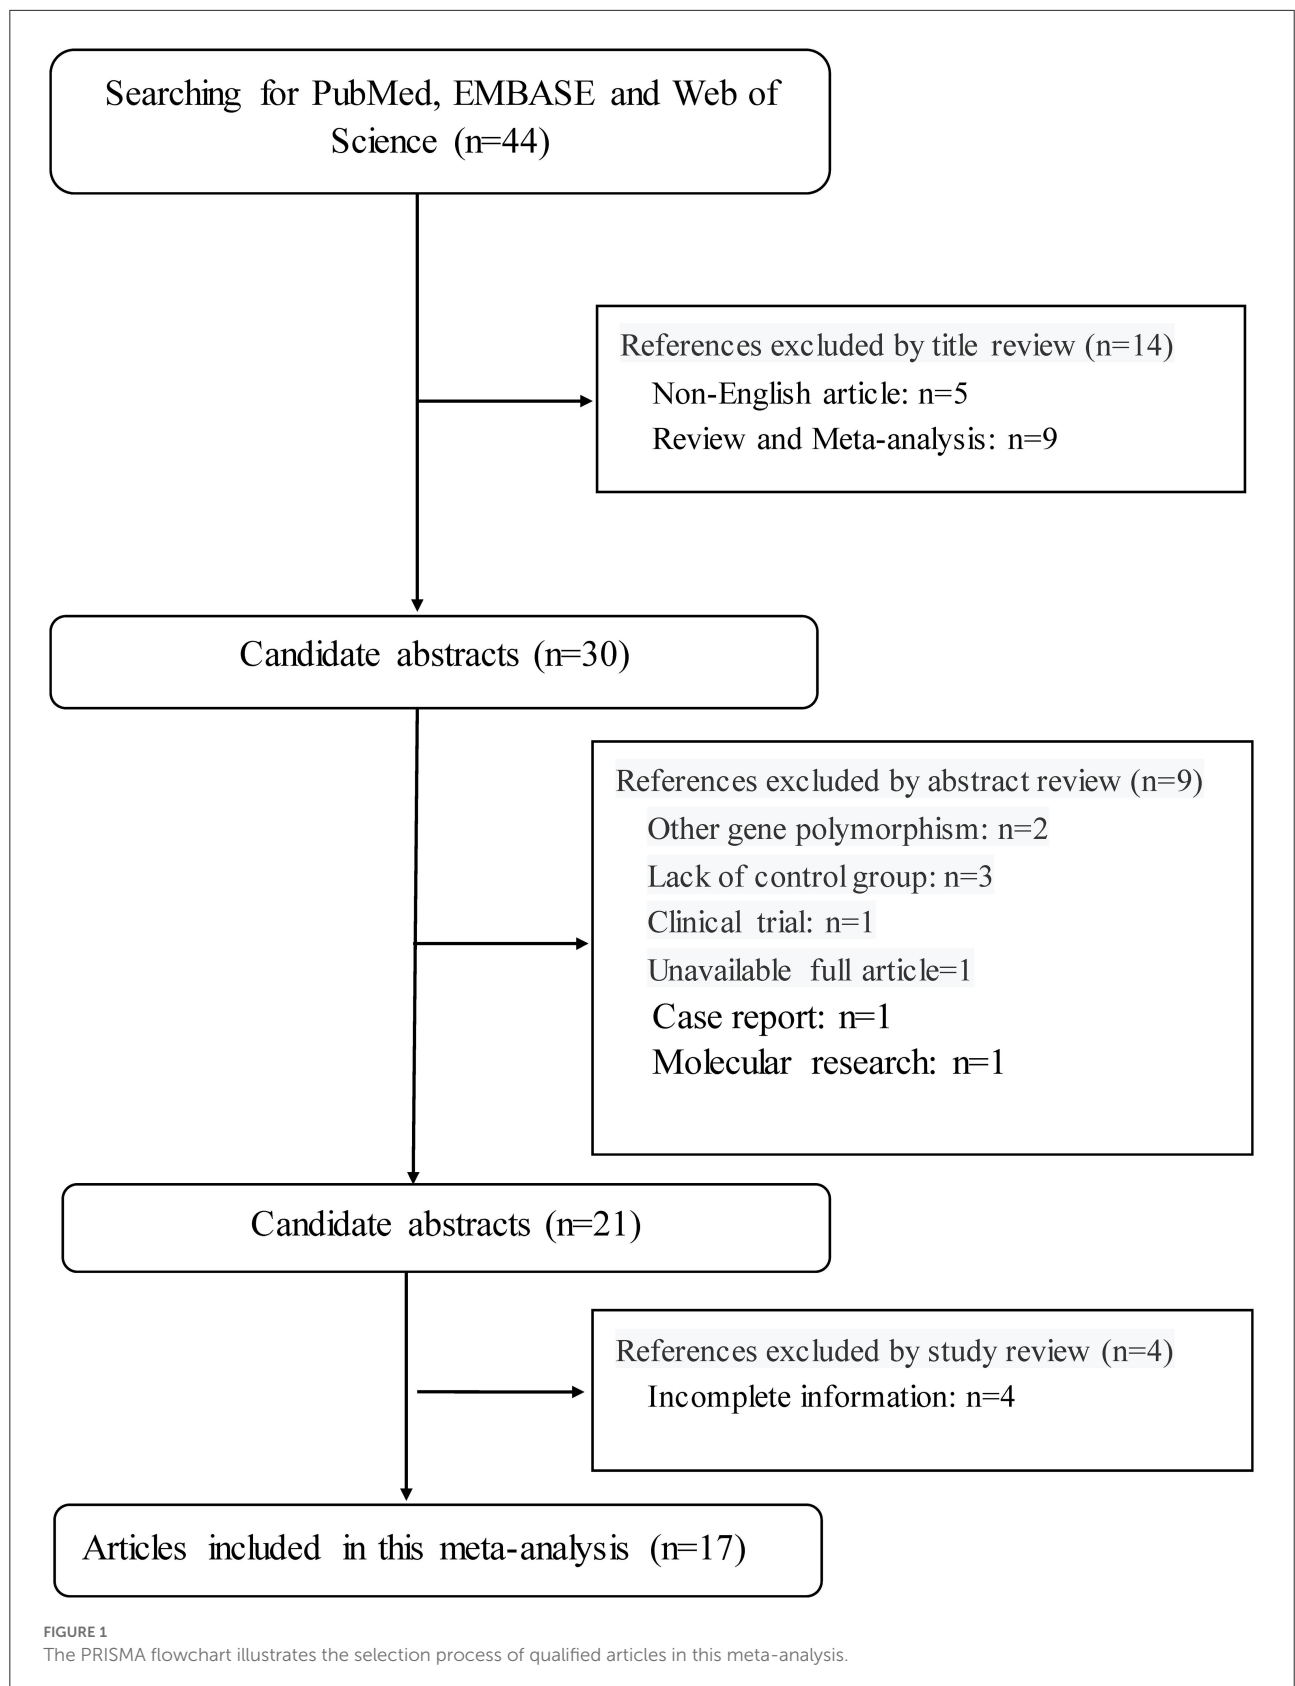 Searching for PubMed, EMBASE and Web of
Science (n=44)
References excluded by title review (n=14)
Non-English article: n=5
Review and Meta-analysis: n=9
Candidate abstracts (n=30)
References excluded by abstract review (n=9)
Other gene polymorphism: n=2
Lack of control group: n=3
Clinical trial: n=1
Unavailable full article=1
Case report: n=1
Molecular research: n=1
Candidate abstracts (n=21)
References excluded by study review (n=4)
Incomplete information: n=4
Articles included in this meta-analysis (n=17)
FIGURE 1
The PRISMA flowchart illustrates the selection process of qualified articles in this meta-analysis.